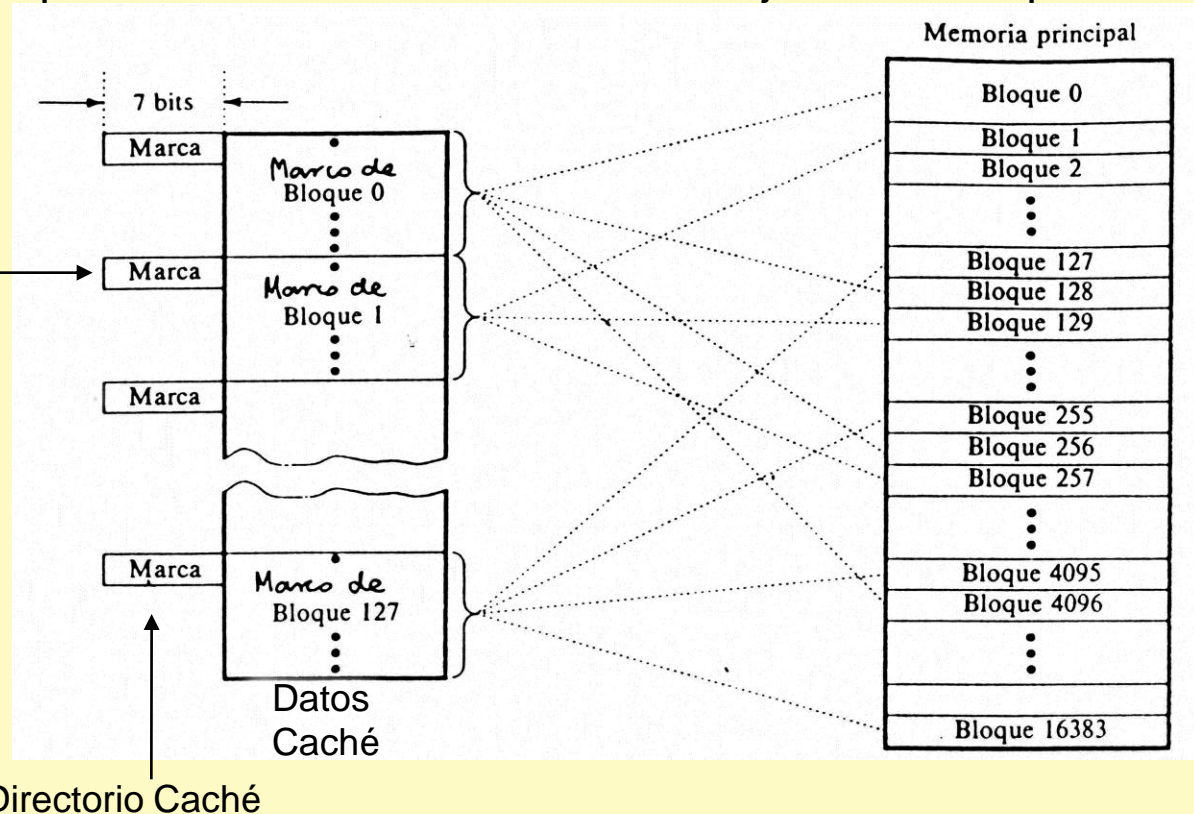 Memoria principal
7 bits
Marca
Marco de
Bloque 0
Marca
Marco de
Bloque 1
Marca
Marca
Marco de
Bloque 127
Datos
Caché
Directorio Caché
Bloque 0
Bloque 1
Bloque 2
Bloque 127
Bloque 128
Bloque 129
Bloque 255
Bloque 256
Bloque 257
Bloque 4095
Bloque 4096
Bloque 16383